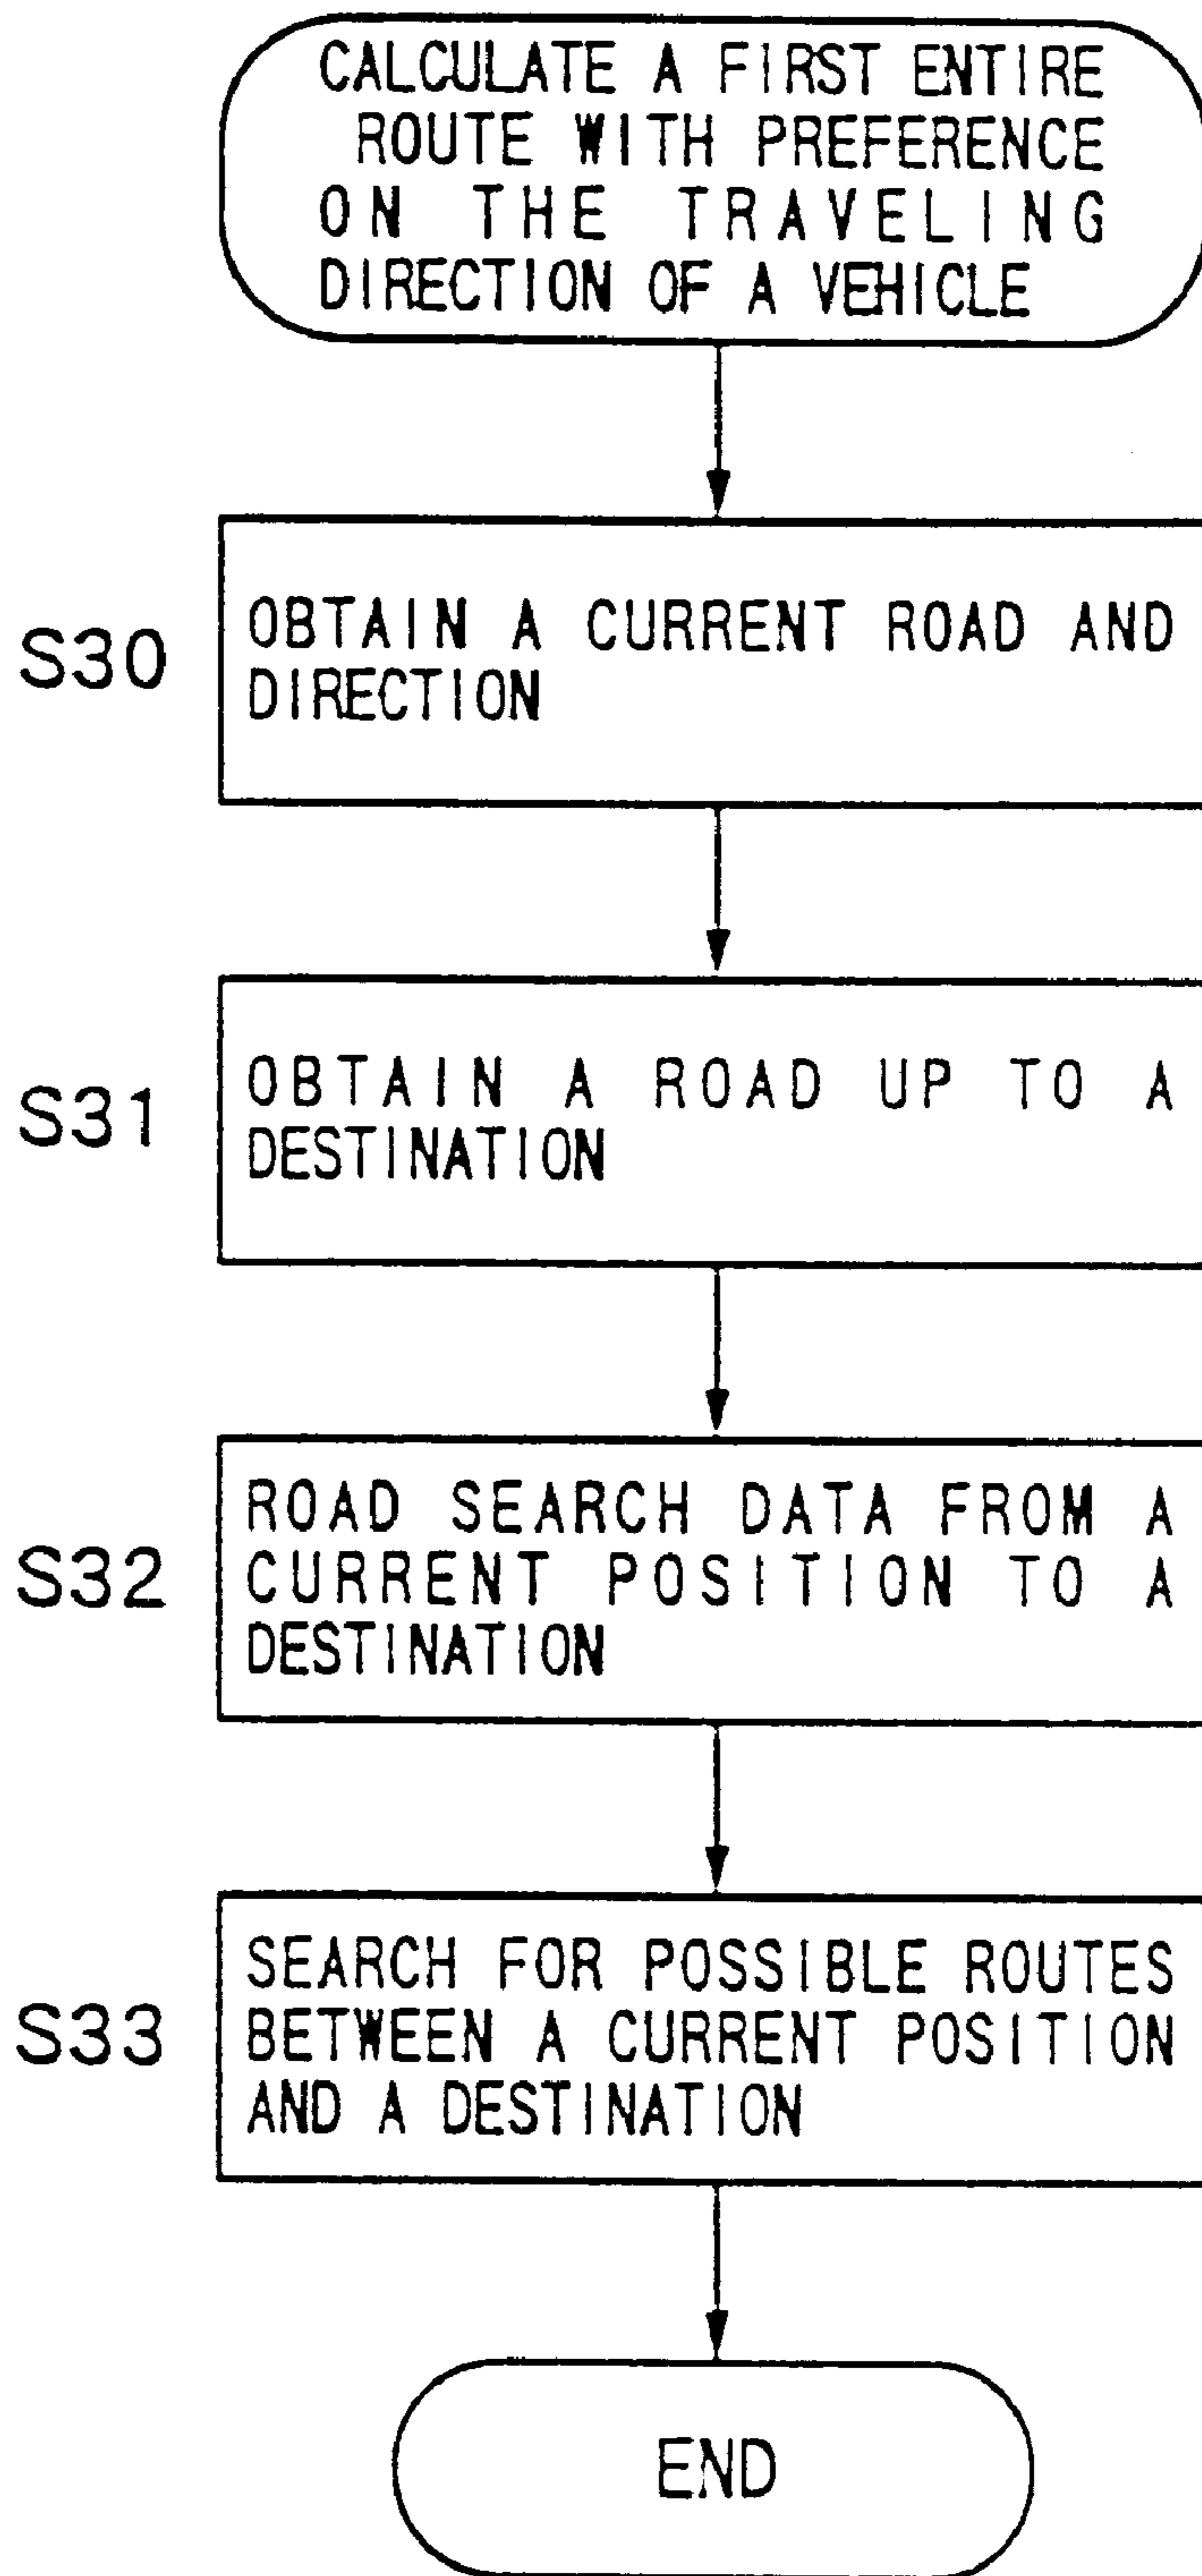 CALCULATE A FIRST ENTIRE
ROUTE WITH PREFERENCE
ON THE TRAVELING
DIRECTION OF A VEHICLE
S30
OBTAIN A CURRENT ROAD AND
DIRECTION
S31
OBTAIN A ROAD UP TO A
DESTINATION
S32
ROAD SEARCH DATA FROM A
CURRENT POSITION TO A
DESTINATION
S33
SEARCH FOR POSSIBLE ROUTES
BETWEEN A CURRENT POSITION
AND A DESTINATION
END